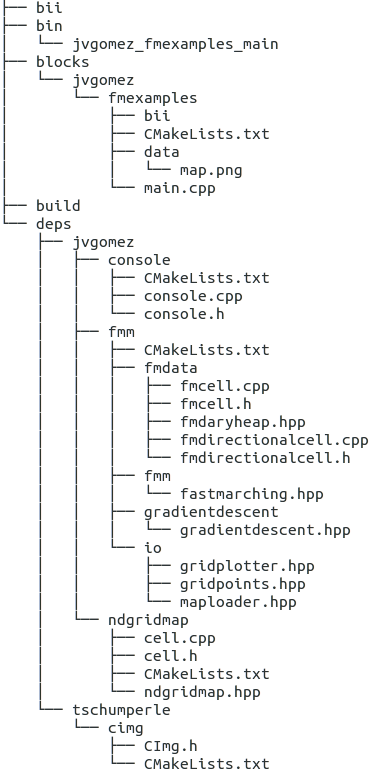 ├── bii
├── bin
│   └── jvgomez_fmexamples_main
├── blocks
│   └── jvgomez
│       └── fmexamples
│           ├── bii
│           ├── CMakeLists.txt
│           ├── data
│           │   └── map.png
│           └── main.cpp
├── build
└── deps
    ├── jvgomez
    │   ├── console
    │   │   ├── CMakeLists.txt
    │   │   ├── console.cpp
    │   │   └── console.h
    │   ├── fmm
    │   │   ├── CMakeLists.txt
    │   │   ├── fmdata
    │   │   │   ├── fmcell.cpp
    │   │   │   ├── fmcell.h
    │   │   │   ├── fmdaryheap.hpp
    │   │   │   ├── fmdirectionalcell.cpp
    │   │   │   └── fmdirectionalcell.h
    │   │   ├── fmm
    │   │   │   └── fastmarching.hpp
    │   │   ├── gradientdescent
    │   │   │   └── gradientdescent.hpp
    │   │   └── io
    │   │       ├── gridplotter.hpp
    │   │       ├── gridpoints.hpp
    │   │       └── maploader.hpp
    │   └── ndgridmap
    │       ├── cell.cpp
    │       ├── cell.h
    │       ├── CMakeLists.txt
    │       └── ndgridmap.hpp
    └── tschumperle
        └── cimg
            ├── CImg.h
            └── CMakeLists.txt